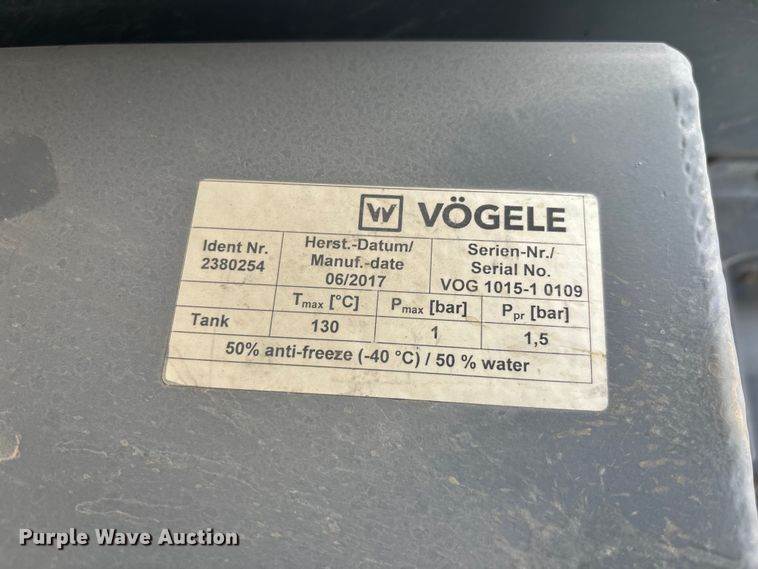 VÖGELE
Ident Nr.
2380254
Herst.-Datum/
Manuf.-date
06/2017
Serien-Nr./
Serial No.
VOG 1015-1 0109
Tmax [°C] Pmax [bar] Ppr [bar]
Tank 130 1 1,5
50% anti-freeze (-40 °C) / 50 % water
Purple Wave Auction